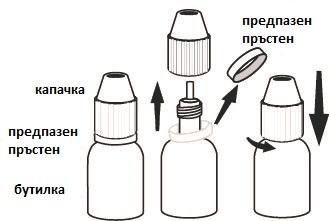 предпазен
пръстен
капачка
предпазен
пръстен
бутилка